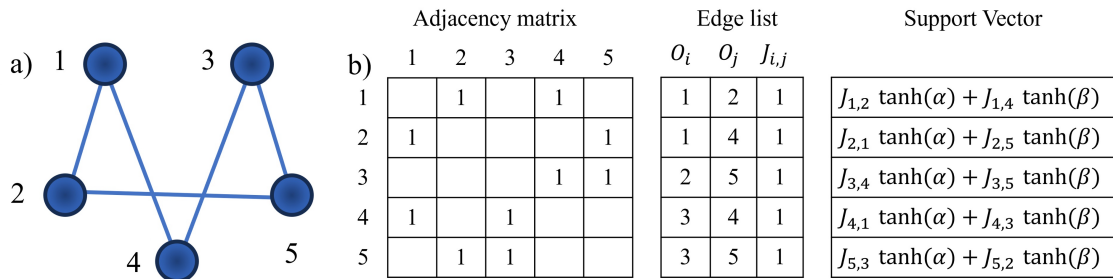 a)
1
3
2
4
5
b)
Adjacency matrix
1 2 3 4 5
1 1 1
2 1 1
3 1 1
4 1 1
5 1 1
Edge list
O_i O_j J_{i,j}
1 2 1
1 4 1
2 5 1
3 4 1
3 5 1
Support Vector
J_{1,2} tanh(α) + J_{1,4} tanh(β)
J_{2,1} tanh(α) + J_{2,5} tanh(β)
J_{3,4} tanh(α) + J_{3,5} tanh(β)
J_{4,1} tanh(α) + J_{4,3} tanh(β)
J_{5,3} tanh(α) + J_{5,2} tanh(β)